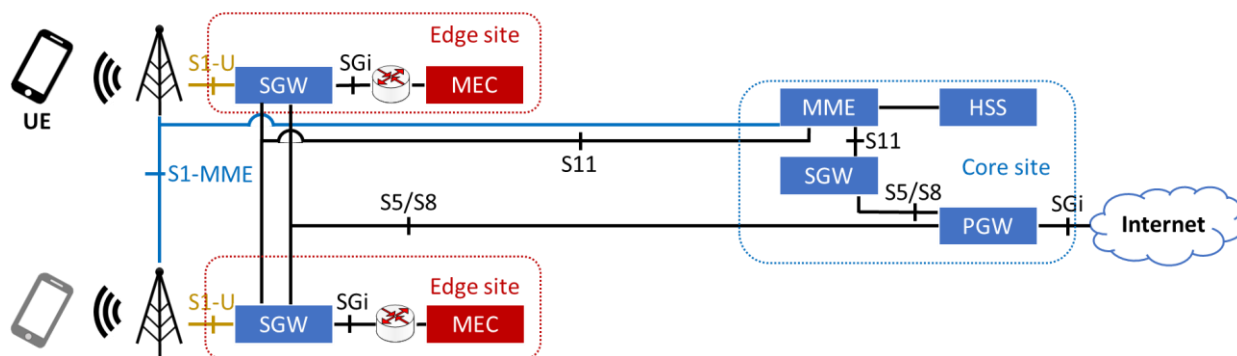 Edge site
S1-U
SGW
SGi
MEC
UE
MME
HSS
S11
S11
S1-MME
SGW
Core site
S5/S8
S5/S8
SGi
PGW
Internet
Edge site
S1-U
SGW
SGi
MEC